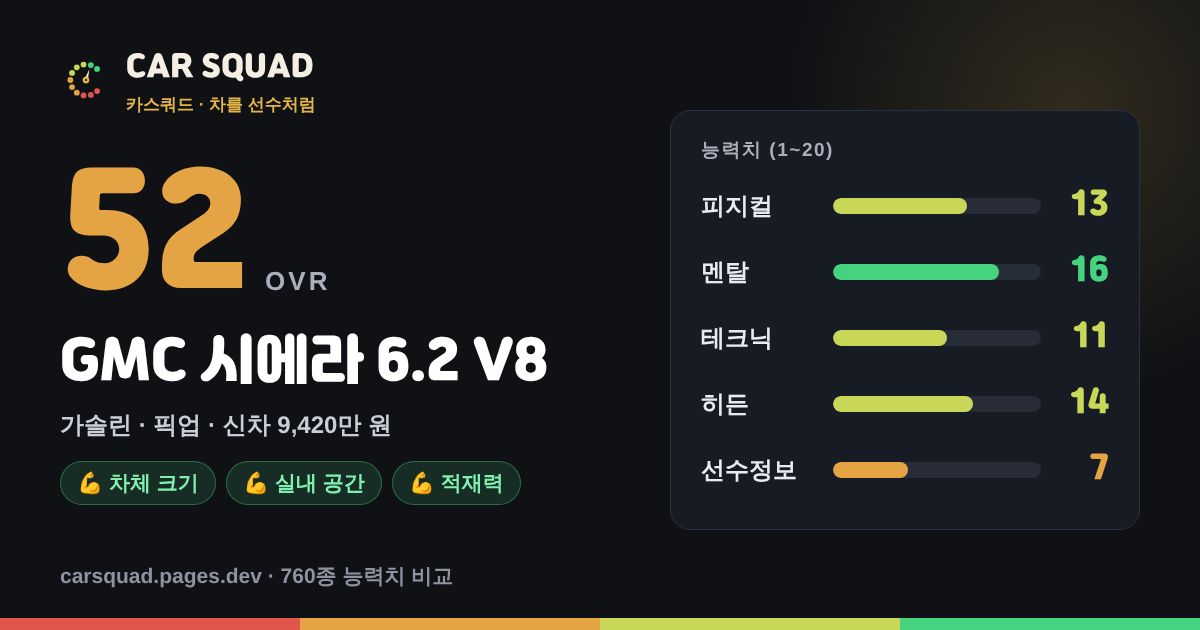 CAR SQUAD
카스쿼드 · 차를 선수처럼
52 OVR
GMC 시에라 6.2 V8
가솔린 · 픽업 · 신차 9,420만 원
💪 차체 크기 💪 실내 공간 💪 적재력
carsquad.pages.dev · 760종 능력치 비교
능력치 (1~20)
피지컬 13
멘탈 16
테크닉 11
히든 14
선수정보 7